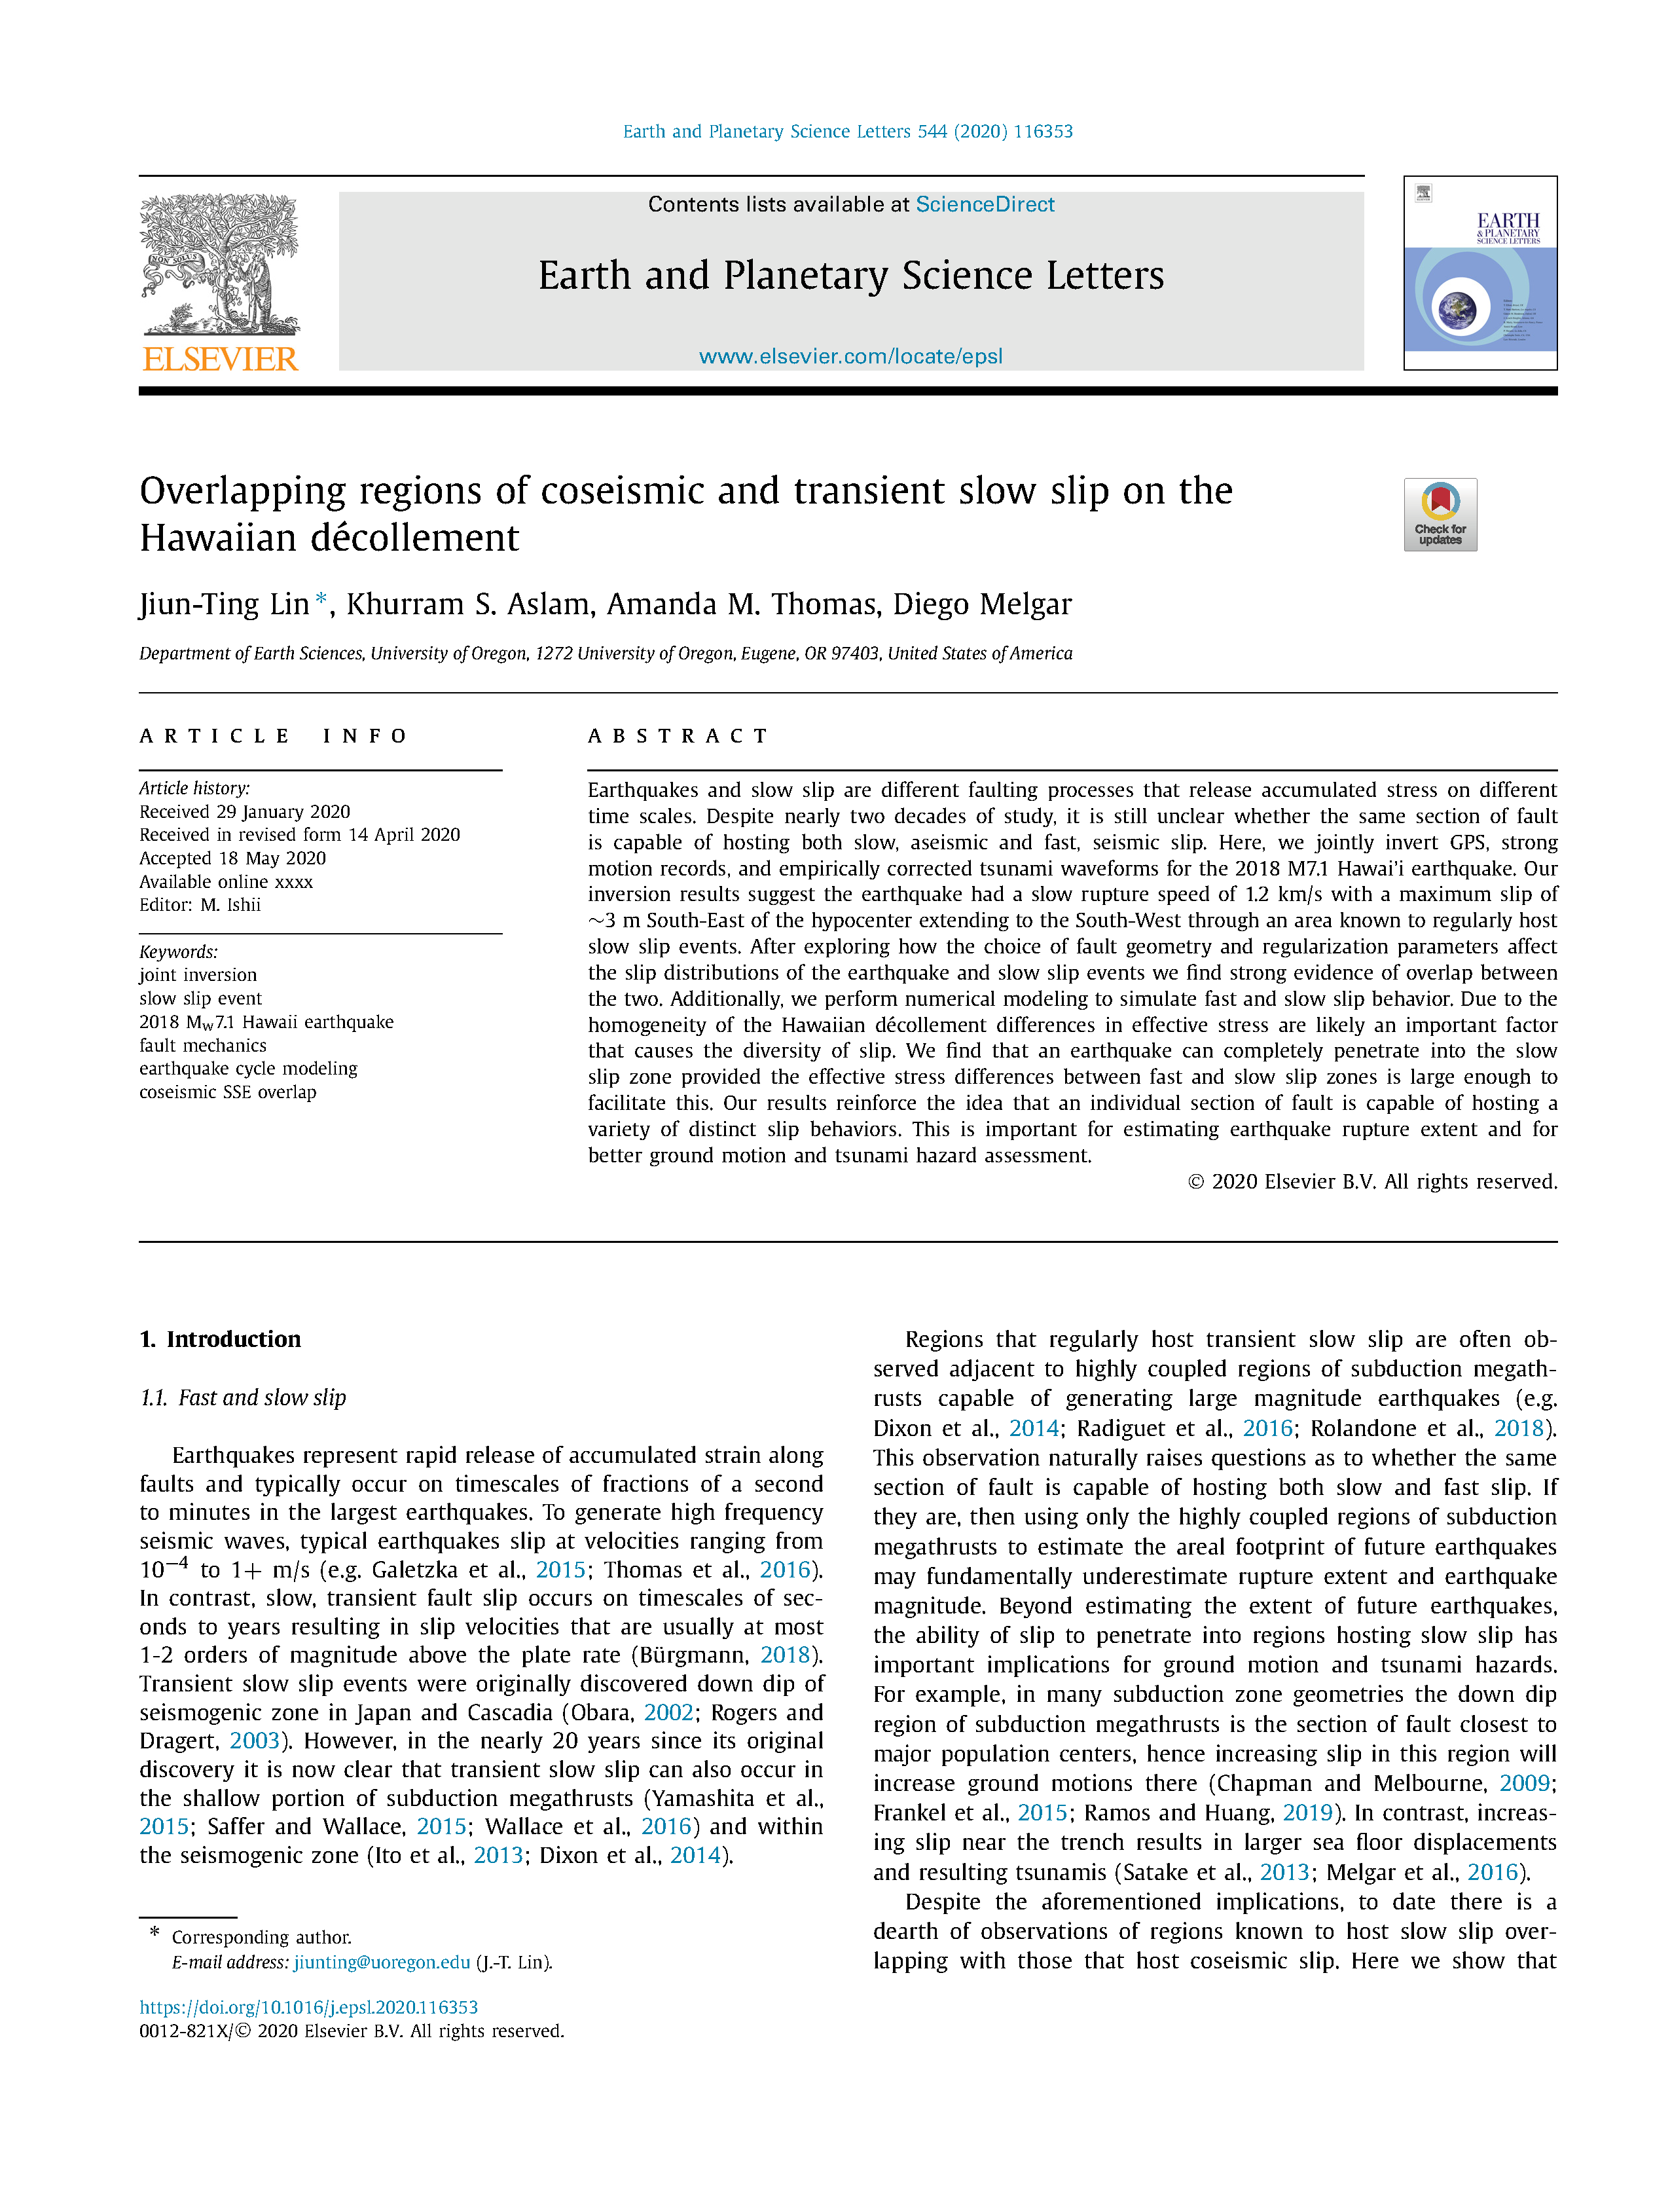 Earth and Planetary Science Letters 544 (2020) 116353
Contents lists available at ScienceDirect
Earth and Planetary Science Letters
www.elsevier.com/locate/epsl
NON SOLUS
ELSEVIER
EARTH
& PLANETARY
SCIENCE LETTERS
Overlapping regions of coseismic and transient slow slip on the
Hawaiian décollement
Check for
updates
Jiun-Ting Lin *, Khurram S. Aslam, Amanda M. Thomas, Diego Melgar
Department of Earth Sciences, University of Oregon, 1272 University of Oregon, Eugene, OR 97403, United States of America
ARTICLE INFO
Article history:
Received 29 January 2020
Received in revised form 14 April 2020
Accepted 18 May 2020
Available online xxxx
Editor: M. Ishii
Keywords:
joint inversion
slow slip event
2018 Mw7.1 Hawaii earthquake
fault mechanics
earthquake cycle modeling
coseismic SSE overlap
ABSTRACT
Earthquakes and slow slip are different faulting processes that release accumulated stress on different
time scales. Despite nearly two decades of study, it is still unclear whether the same section of fault
is capable of hosting both slow, aseismic and fast, seismic slip. Here, we jointly invert GPS, strong
motion records, and empirically corrected tsunami waveforms for the 2018 M7.1 Hawai'i earthquake. Our
inversion results suggest the earthquake had a slow rupture speed of 1.2 km/s with a maximum slip of
∼3 m South-East of the hypocenter extending to the South-West through an area known to regularly host
slow slip events. After exploring how the choice of fault geometry and regularization parameters affect
the slip distributions of the earthquake and slow slip events we find strong evidence of overlap between
the two. Additionally, we perform numerical modeling to simulate fast and slow slip behavior. Due to the
homogeneity of the Hawaiian décollement differences in effective stress are likely an important factor
that causes the diversity of slip. We find that an earthquake can completely penetrate into the slow
slip zone provided the effective stress differences between fast and slow slip zones is large enough to
facilitate this. Our results reinforce the idea that an individual section of fault is capable of hosting a
variety of distinct slip behaviors. This is important for estimating earthquake rupture extent and for
better ground motion and tsunami hazard assessment.
© 2020 Elsevier B.V. All rights reserved.
1. Introduction
1.1. Fast and slow slip
Earthquakes represent rapid release of accumulated strain along
faults and typically occur on timescales of fractions of a second
to minutes in the largest earthquakes. To generate high frequency
seismic waves, typical earthquakes slip at velocities ranging from
10⁻⁴ to 1+ m/s (e.g. Galetzka et al., 2015; Thomas et al., 2016).
In contrast, slow, transient fault slip occurs on timescales of sec-
onds to years resulting in slip velocities that are usually at most
1-2 orders of magnitude above the plate rate (Bürgmann, 2018).
Transient slow slip events were originally discovered down dip of
seismogenic zone in Japan and Cascadia (Obara, 2002; Rogers and
Dragert, 2003). However, in the nearly 20 years since its original
discovery it is now clear that transient slow slip can also occur in
the shallow portion of subduction megathrusts (Yamashita et al.,
2015; Saffer and Wallace, 2015; Wallace et al., 2016) and within
the seismogenic zone (Ito et al., 2013; Dixon et al., 2014).
* Corresponding author.
E-mail address: jiunting@uoregon.edu (J.-T. Lin).
https://doi.org/10.1016/j.epsl.2020.116353
0012-821X/© 2020 Elsevier B.V. All rights reserved.
Regions that regularly host transient slow slip are often ob-
served adjacent to highly coupled regions of subduction megath-
rusts capable of generating large magnitude earthquakes (e.g.
Dixon et al., 2014; Radiguet et al., 2016; Rolandone et al., 2018).
This observation naturally raises questions as to whether the same
section of fault is capable of hosting both slow and fast slip. If
they are, then using only the highly coupled regions of subduction
megathrusts to estimate the areal footprint of future earthquakes
may fundamentally underestimate rupture extent and earthquake
magnitude. Beyond estimating the extent of future earthquakes,
the ability of slip to penetrate into regions hosting slow slip has
important implications for ground motion and tsunami hazards.
For example, in many subduction zone geometries the down dip
region of subduction megathrusts is the section of fault closest to
major population centers, hence increasing slip in this region will
increase ground motions there (Chapman and Melbourne, 2009;
Frankel et al., 2015; Ramos and Huang, 2019). In contrast, increas-
ing slip near the trench results in larger sea floor displacements
and resulting tsunamis (Satake et al., 2013; Melgar et al., 2016).
Despite the aforementioned implications, to date there is a
dearth of observations of regions known to host slow slip over-
lapping with those that host coseismic slip. Here we show that